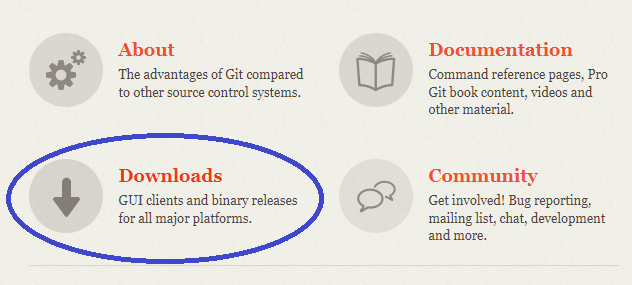 About
The advantages of Git compared
to other source control systems.
Documentation
Command reference pages, Pro
Git book content, videos and
other material.
Downloads
GUI clients and binary releases
for all major platforms.
Community
Get involved! Bug reporting,
mailing list, chat, development
and more.